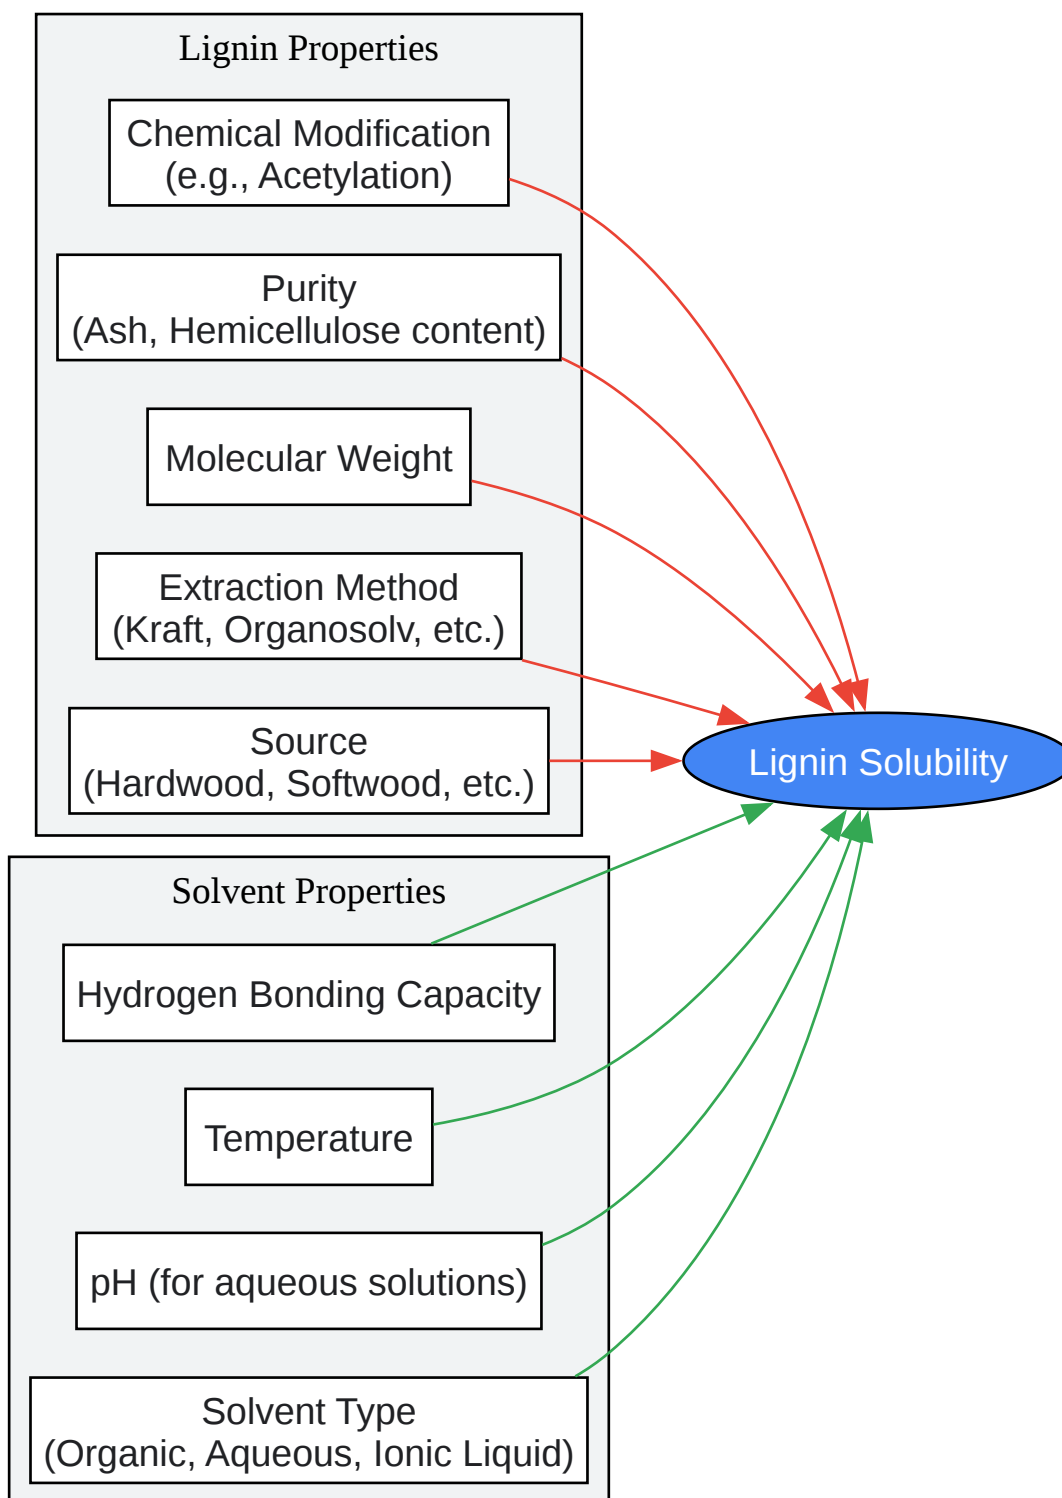 Lignin Properties
Chemical Modification
(e.g., Acetylation)
Purity
(Ash, Hemicellulose content)
Molecular Weight
Extraction Method
(Kraft, Organosolv, etc.)
Source
(Hardwood, Softwood, etc.)
Lignin Solubility
Solvent Properties
Hydrogen Bonding Capacity
Temperature
pH (for aqueous solutions)
Solvent Type
(Organic, Aqueous, Ionic Liquid)